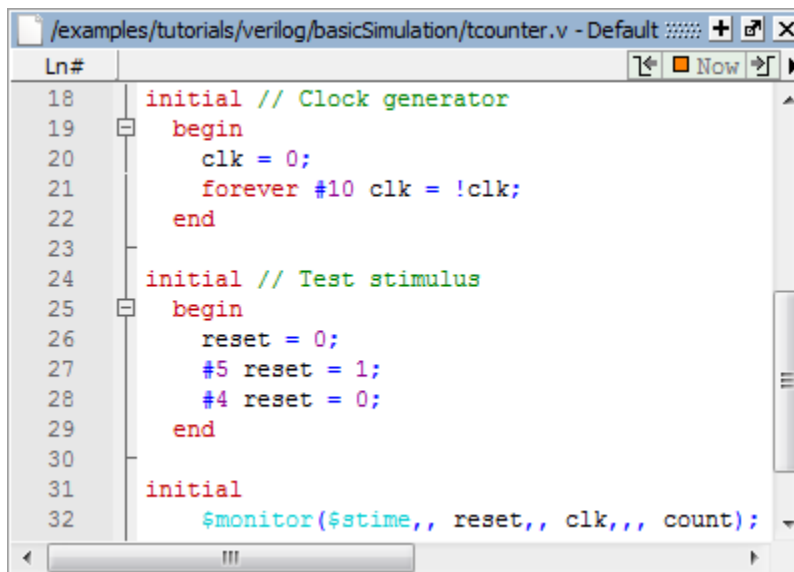 /examples/tutorials/verilog/basicSimulation/tcounter.v - Default
Ln#
Now
18 initial // Clock generator
19 begin
20 clk = 0;
21 forever #10 clk = !clk;
22 end
23
24 initial // Test stimulus
25 begin
26 reset = 0;
27 #5 reset = 1;
28 #4 reset = 0;
29 end
30
31 initial
32 $monitor($stime,, reset,, clk,,, count);